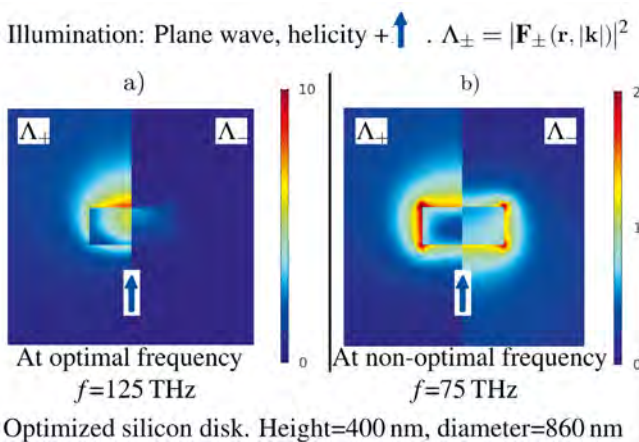 Illumination: Plane wave, helicity + . Λ± = |F±(r, |k|)|²
a) b)
10 2
Λ+ Λ− Λ+ Λ−
1
0 0
At optimal frequency At non-optimal frequency
f=125 THz f=75 THz
Optimized silicon disk. Height=400 nm, diameter=860 nm